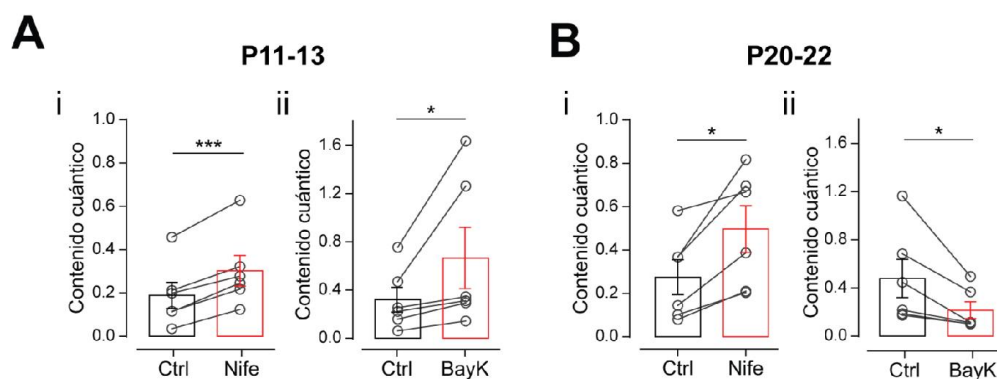 A
P11-13
i
Contenido cuántico
1.0
0.8
0.6
0.4
0.2
0.0
***
Ctrl
Nife
ii
Contenido cuántico
1.6
1.2
0.8
0.4
0.0
*
Ctrl
BayK
B
P20-22
i
Contenido cuántico
1.0
0.8
0.6
0.4
0.2
0.0
*
Ctrl
Nife
ii
Contenido cuántico
1.6
1.2
0.8
0.4
0.0
*
Ctrl
BayK